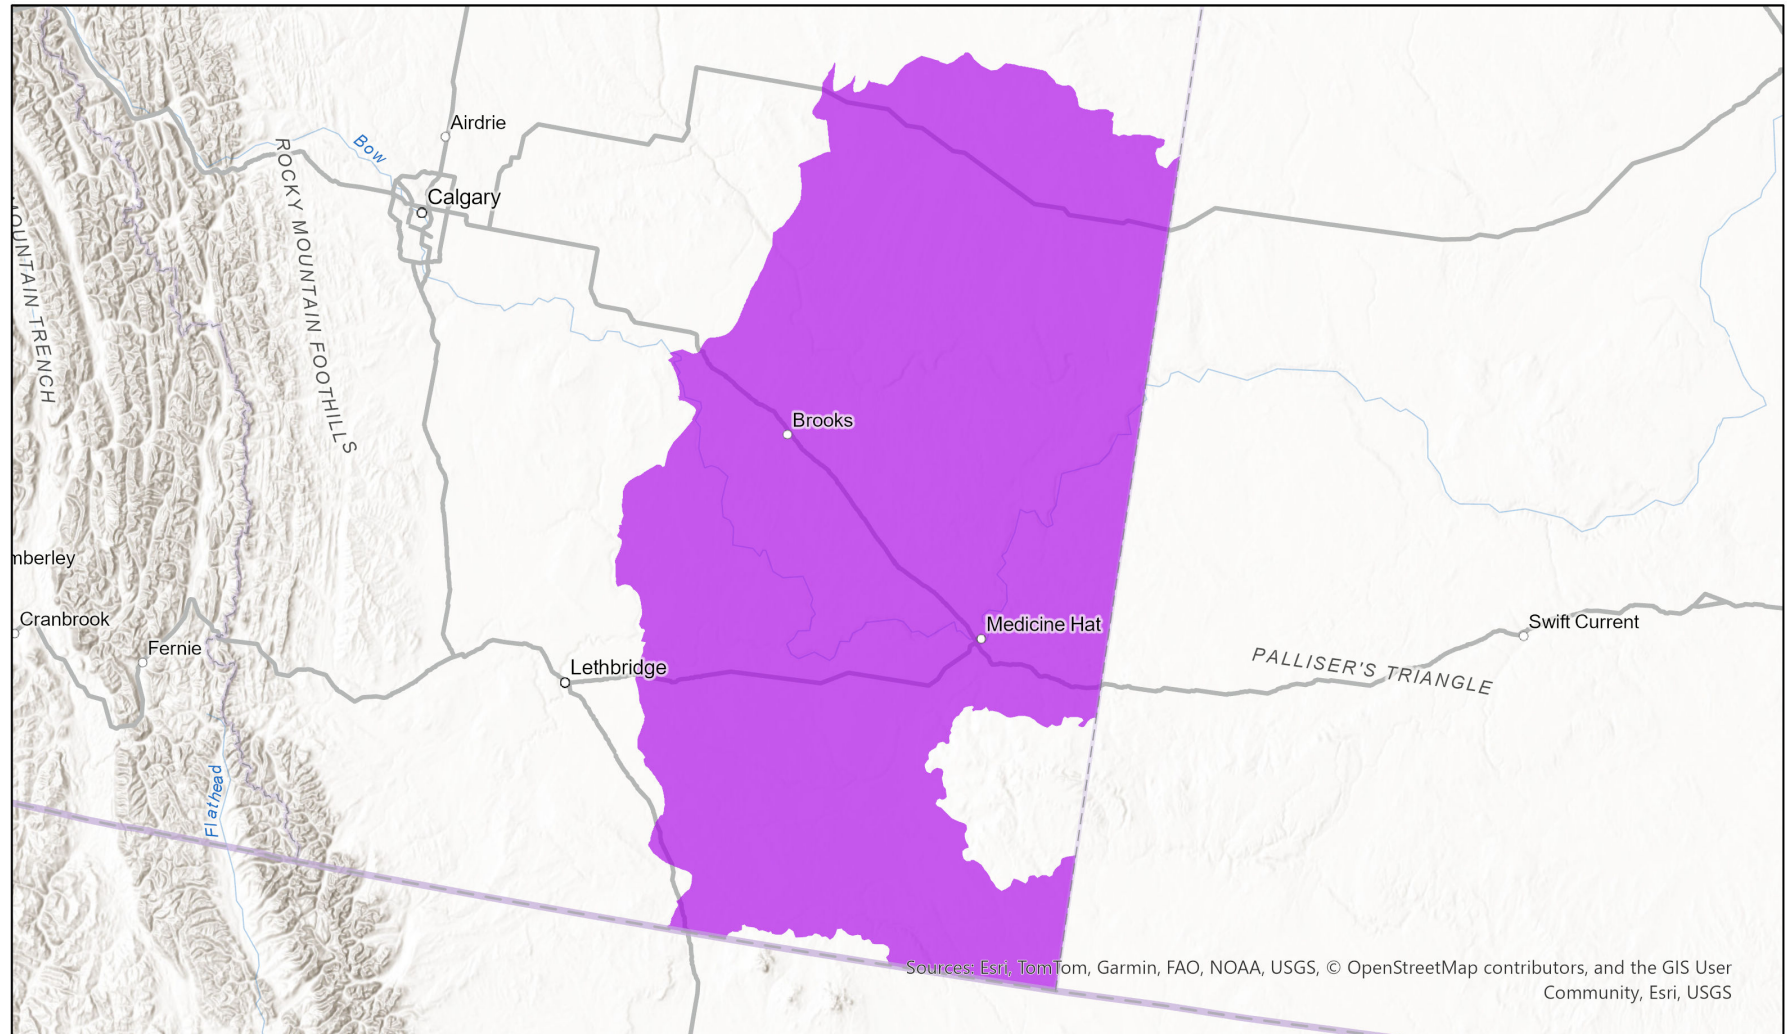 Airdrie
Bow
Calgary
ROCKY MOUNTAIN FOOTHILLS
MOUNTAIN TRENCH
Brooks
mberley
Cranbrook
Fernie
Medicine Hat
Swift Current
Lethbridge
PALLISER'S TRIANGLE
Flathead
Sources: Esri, TomTom, Garmin, FAO, NOAA, USGS, © OpenStreetMap contributors, and the GIS User
Community, Esri, USGS